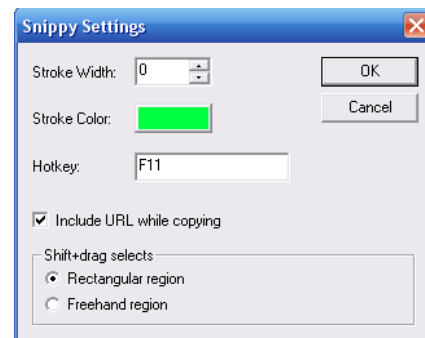 Snippy Settings
Stroke Width: 0
OK
Stroke Color:
Cancel
Hotkey: F11
Include URL while copying
Shift+drag selects
Rectangular region
Freehand region